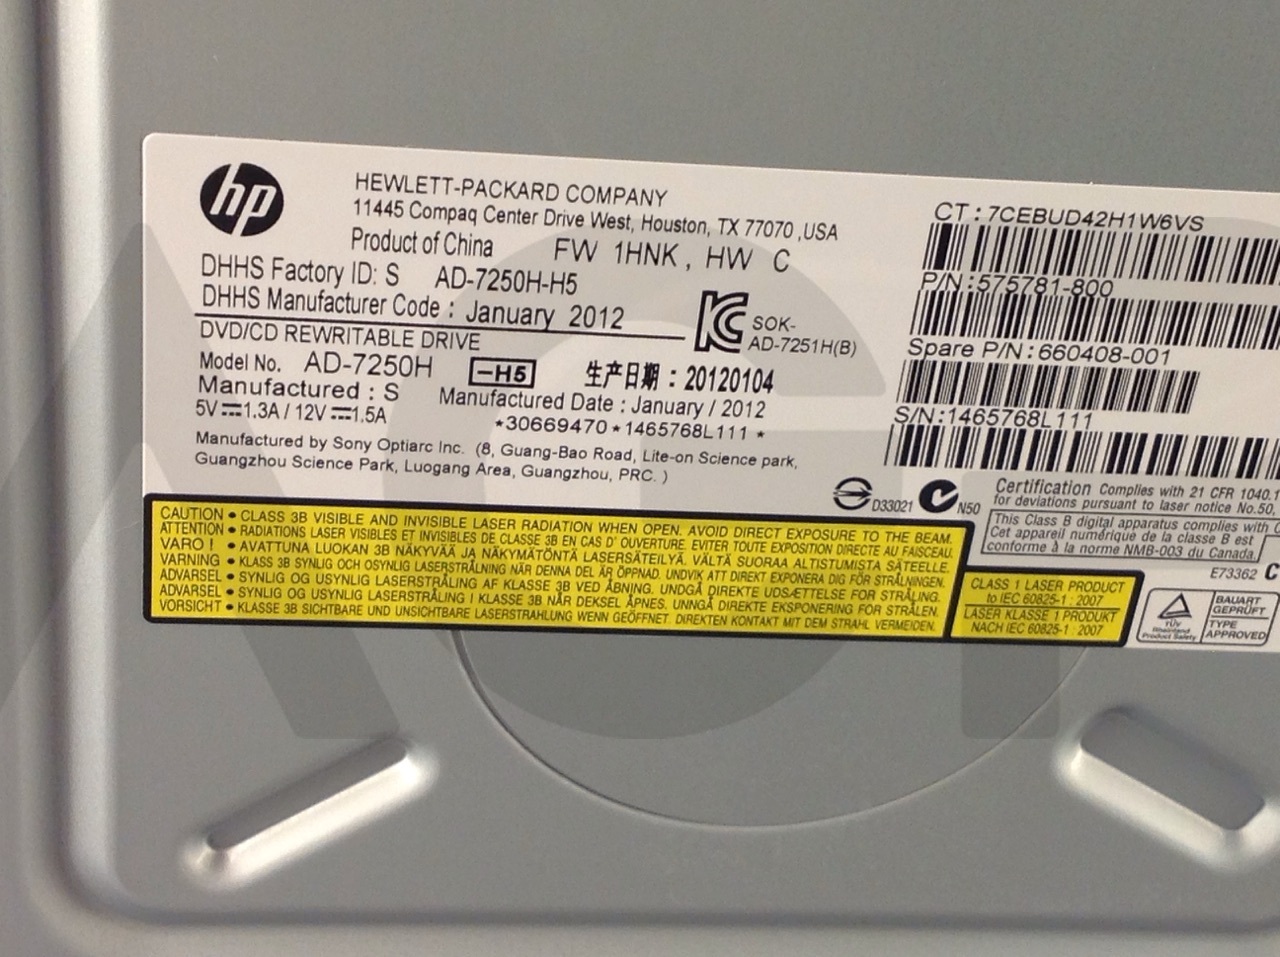 hp
HEWLETT-PACKARD COMPANY
11445 Compaq Center Drive West, Houston, TX 77070 ,USA
Product of China FW 1HNK , HW C
DHHS Factory ID: S AD-7250H-H5
DHHS Manufacturer Code : January 2012
DVD/CD REWRITABLE DRIVE
SOK-
AD-7251H(B)
Model No. AD-7250H -H5 生产日期 : 20120104
Manufactured : S Manufactured Date : January / 2012
5V 1.3A / 12V 1.5A *30669470*1465768L111*
Manufactured by Sony Optiarc Inc. (8, Guang-Bao Road, Lite-on Science park,
Guangzhou Science Park, Luogang Area, Guangzhou, PRC. )
CT : 7CEBUD42H1W6VS
P/N : 575781-800
Spare P/N : 660408-001
S/N : 1465768L111
D33021 N50
Certification Complies with 21 CFR 1040.1
for deviations pursuant to laser notice No.50,
This Class B digital apparatus complies with C
Cet apparei numérique de la classe B est
conforme à la norme NMB-003 du Canada.
E73362 C
CAUTION • CLASS 3B VISIBLE AND INVISIBLE LASER RADIATION WHEN OPEN. AVOID DIRECT EXPOSURE TO THE BEAM.
ATTENTION • RADIATIONS LASER VISIBLES ET INVISIBLES DE CLASSE 3B EN CAS D' OUVERTURE. EVITER TOUTE EXPOSITION DIRECTE AU FAISCEAU.
VARO ! • AVATTUNA LUOKAN 3B NÄKYVÄÄ JA NÄKYMÄTÖNTÄ LASERSÄTEILYÄ. VÄLTÄ SUORAA ALTISTUMISTA SÄTEELLE.
VARNING • KLASS 3B SYNLIG OCH OSYNLIG LASERSTRÅLNING NÄR DENNA DEL ÄR ÖPPNAD. UNDVIK ATT DIREKT EXPONERA DIG FÖR STRÅLNINGEN.
ADVARSEL • SYNLIG OG USYNLIG LASERSTRÅLING AF KLASSE 3B VED ÅBNING. UNDGÅ DIREKTE UDSÆTTELSE FOR STRÅLING.
ADVARSEL • SYNLIG OG USYNLIG LASERSTRÅLING I KLASSE 3B NÅR DEKSEL ÅPNES. UNNGÅ DIREKTE EKSPONERING FOR STRÅLEN.
VORSICHT • KLASSE 3B SICHTBARE UND UNSICHTBARE LASERSTRAHLUNG WENN GEÖFFNET. DIREKTEN KONTAKT MIT DEM STRAHL VERMEIDEN.
CLASS 1 LASER PRODUCT
to IEC 60825-1 : 2007
LASER KLASSE 1 PRODUKT
NACH IEC 60825-1 : 2007
TÜV
Rheinland
Product Safety
BAUART
GEPRÜFT
TYPE
APPROVED